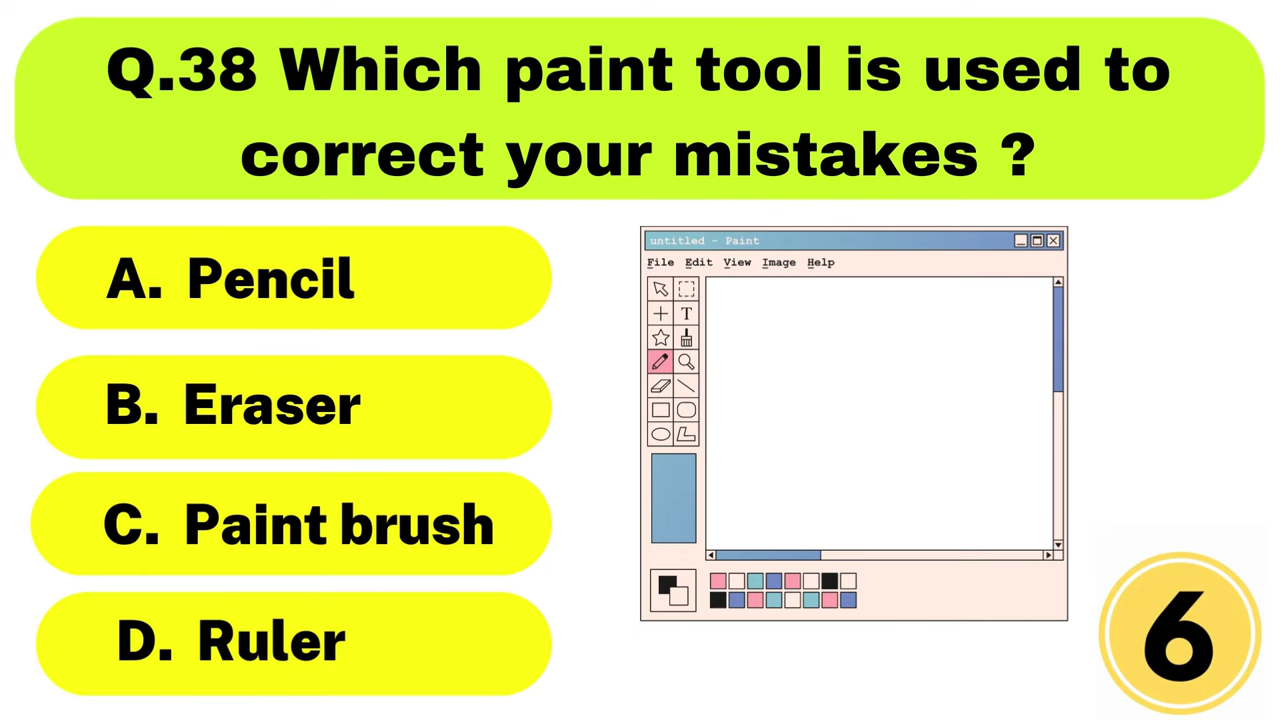 Q.38 Which paint tool is used to
correct your mistakes ?
A. Pencil
B. Eraser
C. Paint brush
D. Ruler
untitled - Paint
File Edit View Image Help
T
6